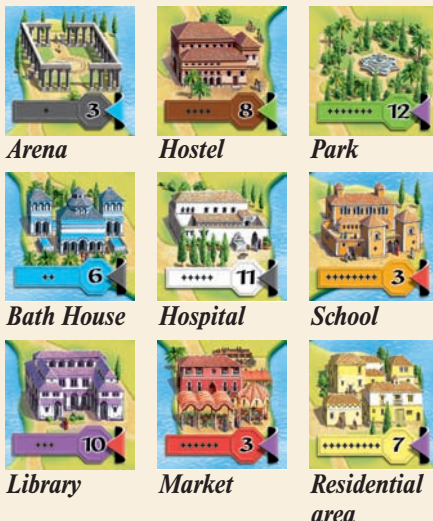 3 8 12
Arena Hostel Park
6 11 3
Bath House Hospital School
10 3 7
Library Market Residential
area